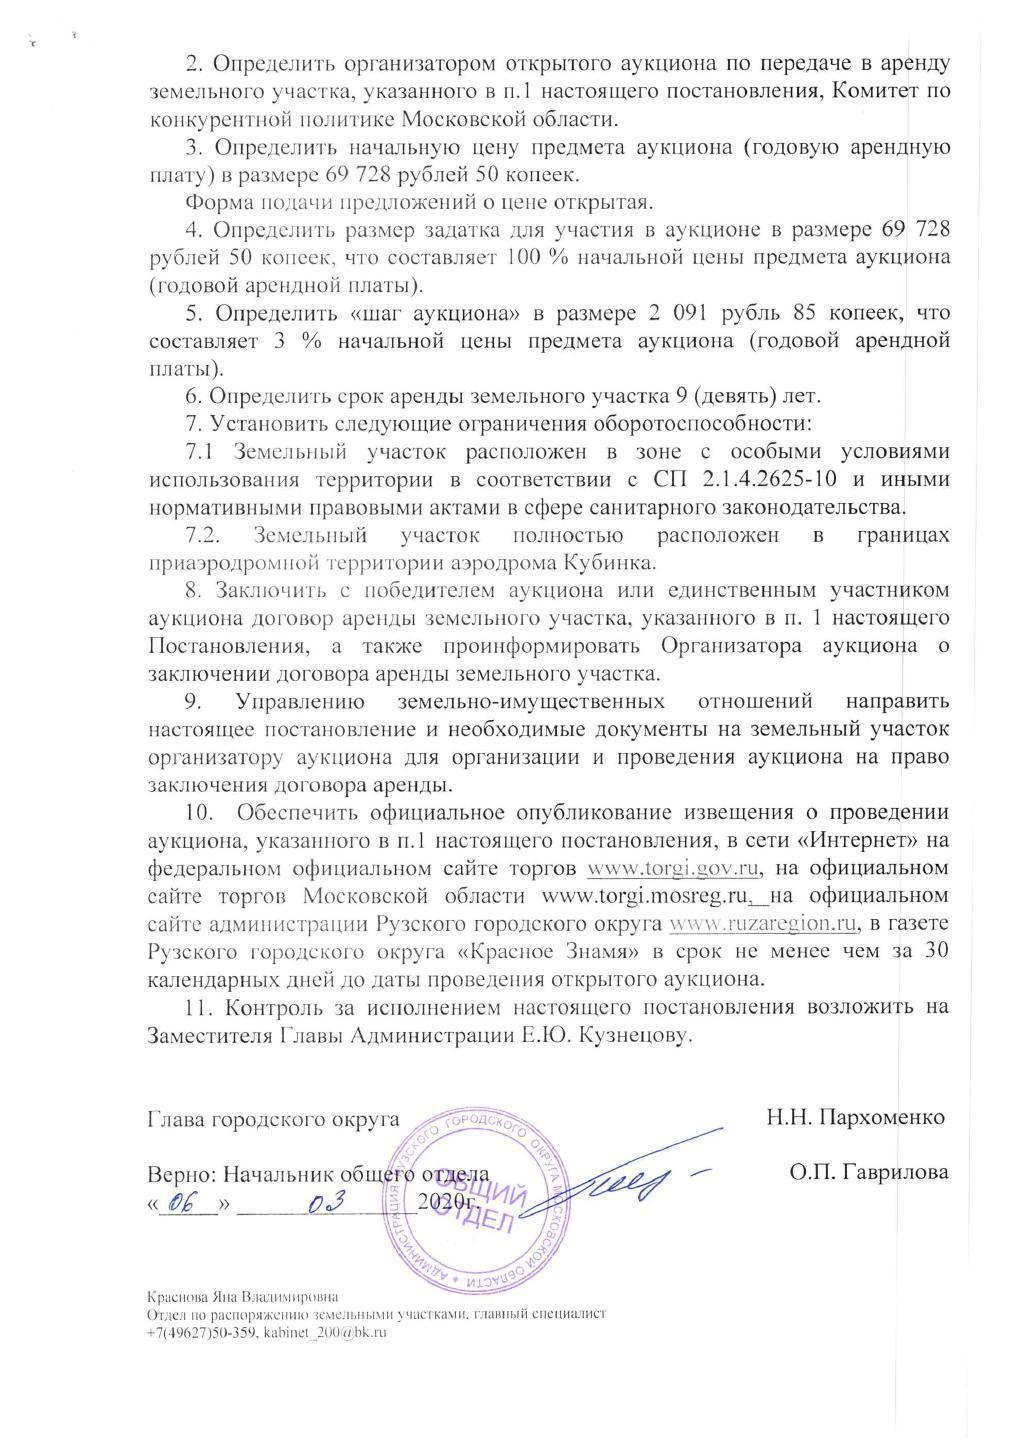 2. Определить организатором открытого аукциона по передаче в аренду
земельного участка, указанного в п.1 настоящего постановления, Комитет по
конкурентной политике Московской области.
3. Определить начальную цену предмета аукциона (годовую арендную
плату) в размере 69 728 рублей 50 копеек.
Форма подачи предложений о цене открытая.
4. Определить размер задатка для участия в аукционе в размере 69 728
рублей 50 копеек, что составляет 100 % начальной цены предмета аукциона
(годовой арендной платы).
5. Определить «шаг аукциона» в размере 2 091 рубль 85 копеек, что
составляет 3 % начальной цены предмета аукциона (годовой арендной
платы).
6. Определить срок аренды земельного участка 9 (девять) лет.
7. Установить следующие ограничения оборотоспособности:
7.1 Земельный участок расположен в зоне с особыми условиями
использования территории в соответствии с СП 2.1.4.2625-10 и иными
нормативными правовыми актами в сфере санитарного законодательства.
7.2. Земельный участок полностью расположен в границах
приаэродромной территории аэродрома Кубинка.
8. Заключить с победителем аукциона или единственным участником
аукциона договор аренды земельного участка, указанного в п. 1 настоящего
Постановления, а также проинформировать Организатора аукциона о
заключении договора аренды земельного участка.
9. Управлению земельно-имущественных отношений направить
настоящее постановление и необходимые документы на земельный участок
организатору аукциона для организации и проведения аукциона на право
заключения договора аренды.
10. Обеспечить официальное опубликование извещения о проведении
аукциона, указанного в п.1 настоящего постановления, в сети «Интернет» на
федеральном официальном сайте торгов www.torgi.gov.ru, на официальном
сайте торгов Московской области www.torgi.mosreg.ru, на официальном
сайте администрации Рузского городского округа www.ruzaregion.ru, в газете
Рузского городского округа «Красное Знамя» в срок не менее чем за 30
календарных дней до даты проведения открытого аукциона.
11. Контроль за исполнением настоящего постановления возложить на
Заместителя Главы Администрации Е.Ю. Кузнецову.
Глава городского округа Н.Н. Пархоменко
Верно: Начальник общего отдела О.П. Гаврилова
«06» 03 2020г.
АДМИНИСТРАЦИЯ РУЗСКОГО ГОРОДСКОГО ОКРУГА МОСКОВСКОЙ ОБЛАСТИ
ОБЩИЙ
ОТДЕЛ
Краснова Яна Владимировна
Отдел по распоряжению земельными участками, главный специалист
+7(49627)50-359, kabinet_200@bk.ru